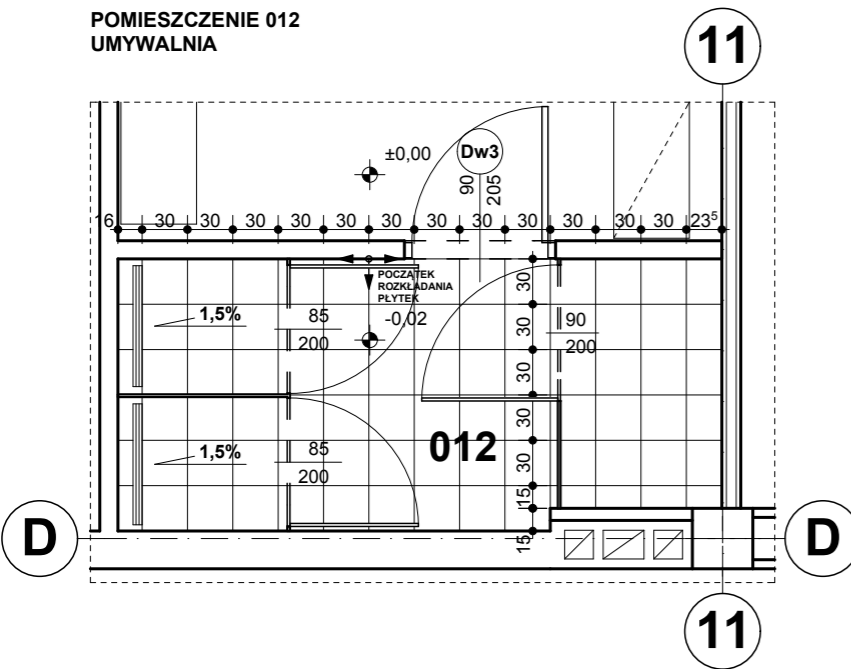 POMIESZCZENIE 012
UMYWALNIA
11
±0,00
Dw3
90
205
16 30 30 30 30 30 30 30 30 30 30 30 30 23⁵
POCZĄTEK
ROZKŁADANIA
PŁYTEK
-0,02
1,5%
85
200
30
30
30
90
200
1,5%
85
200
012
30
30
15
15
D
D
11